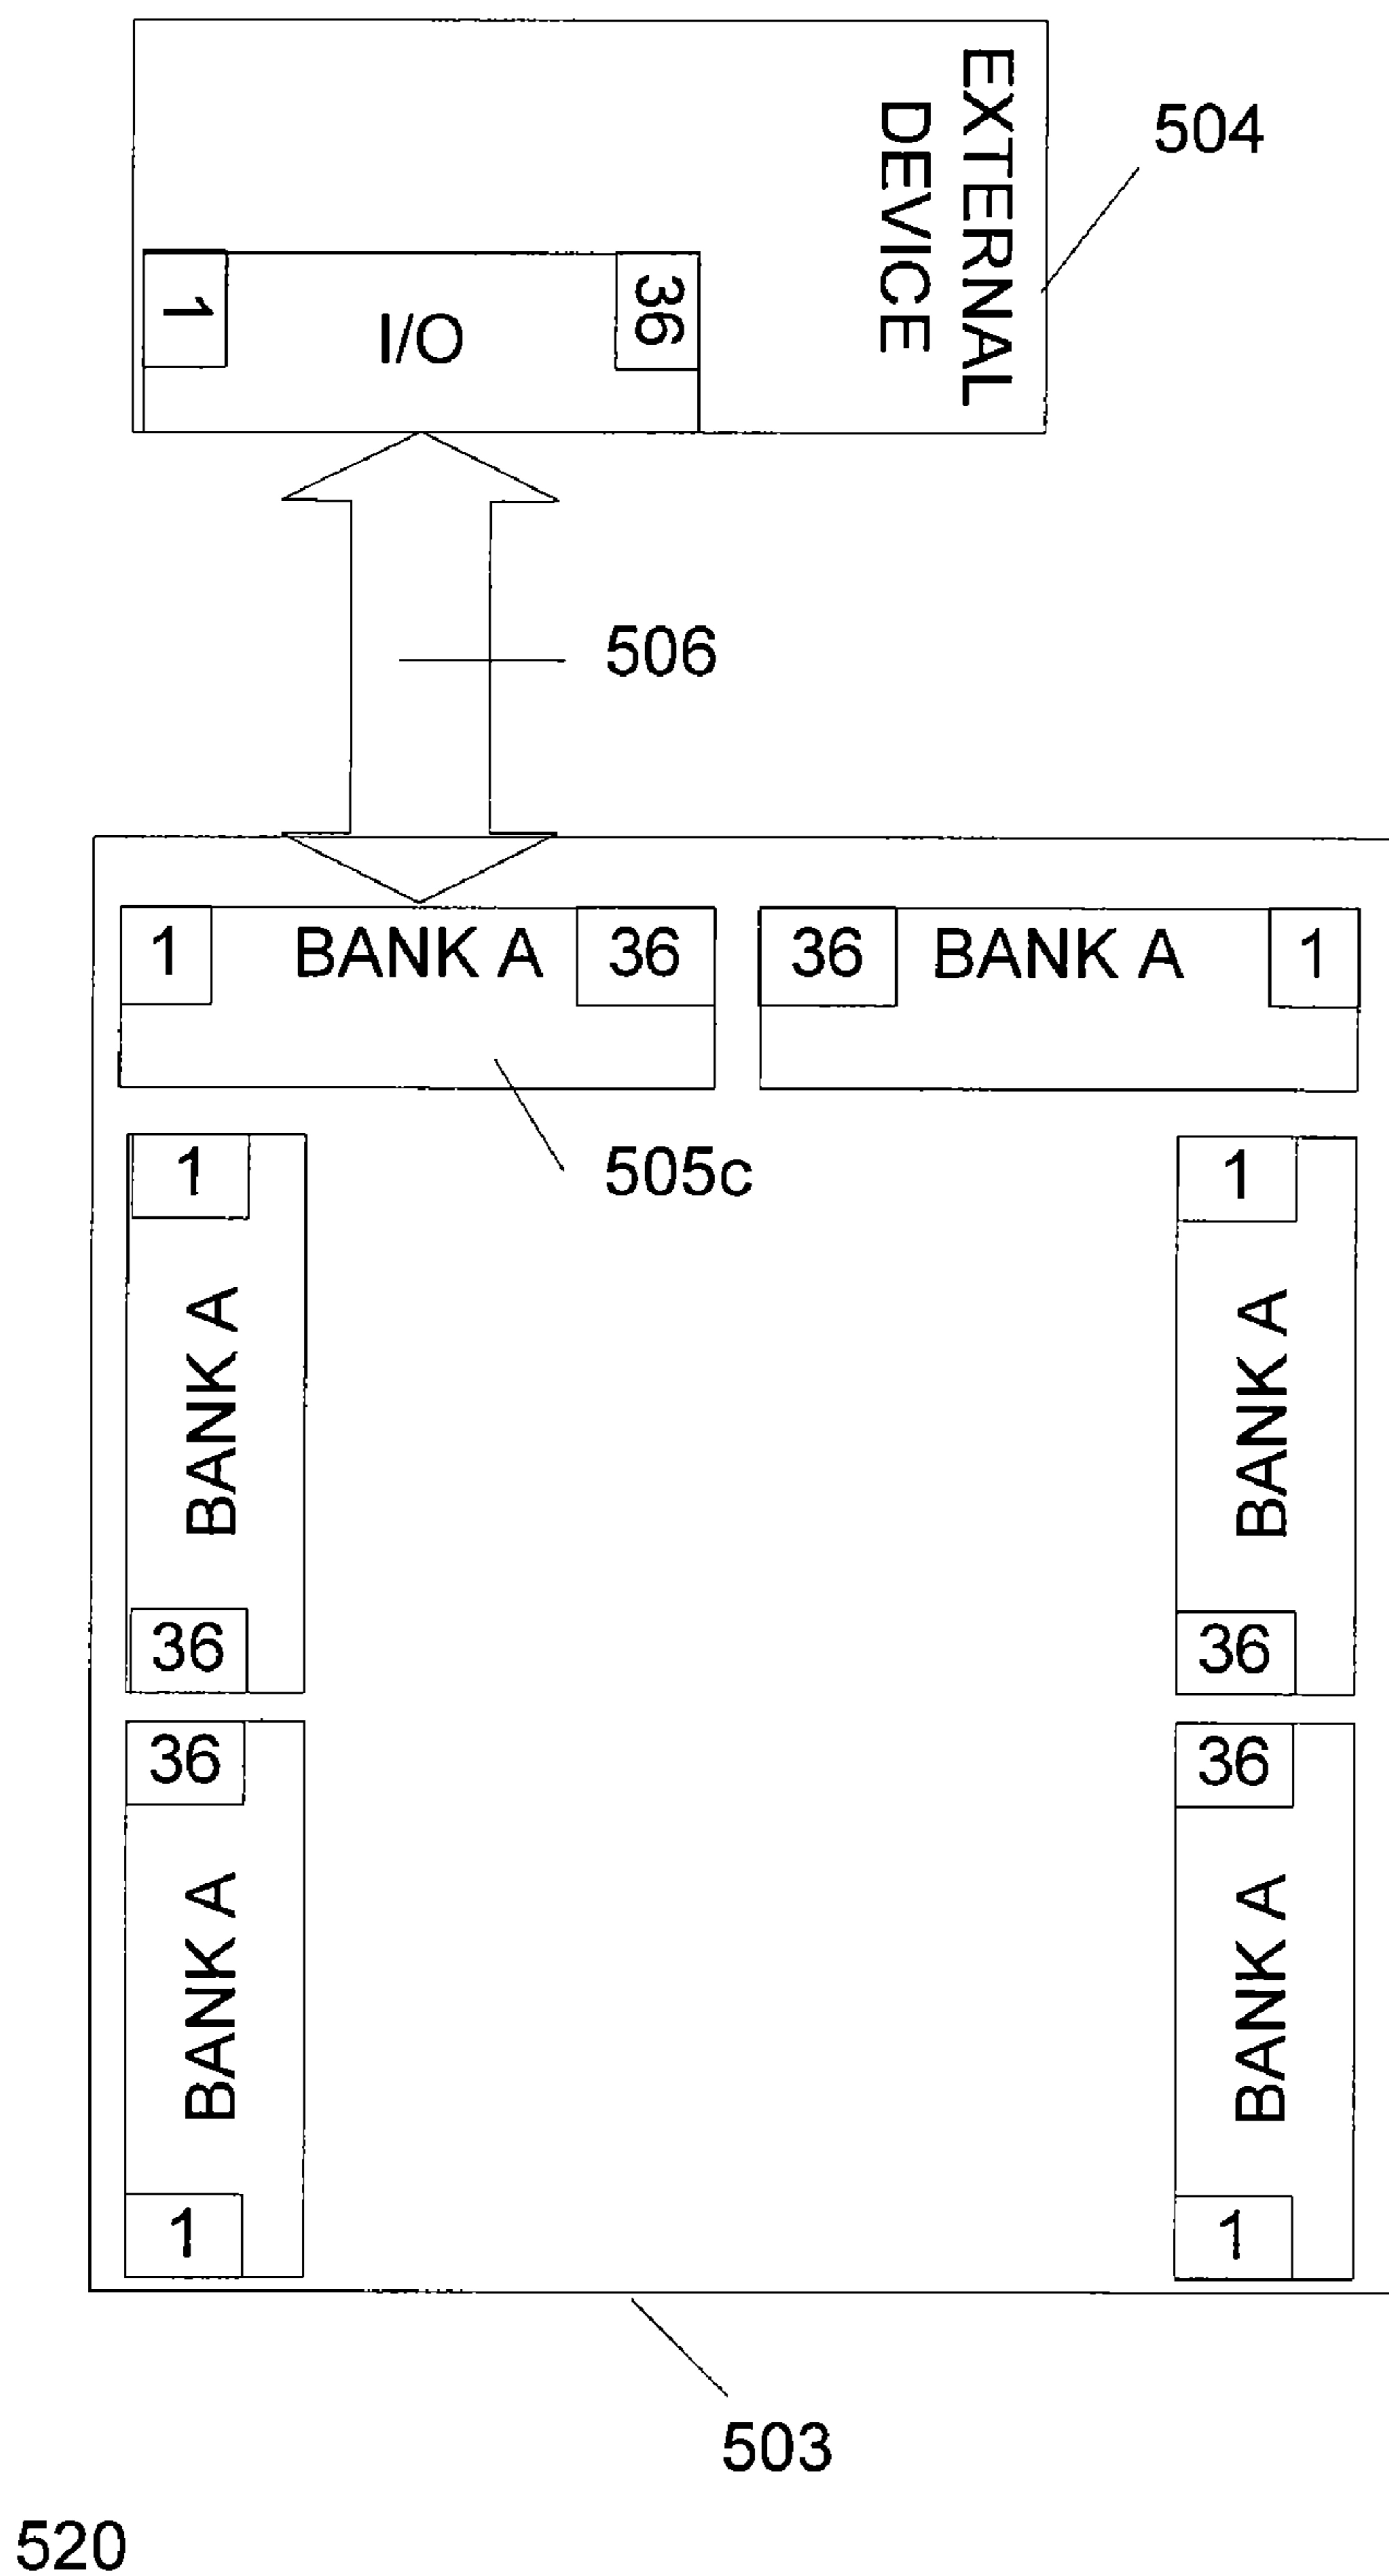 EXTERNAL
DEVICE
504
1
I/O
36
506
1 BANK A 36
36 BANK A 1
505c
1
BANK A
36
1
BANK A
36
36
BANK A
1
36
BANK A
1
503
520